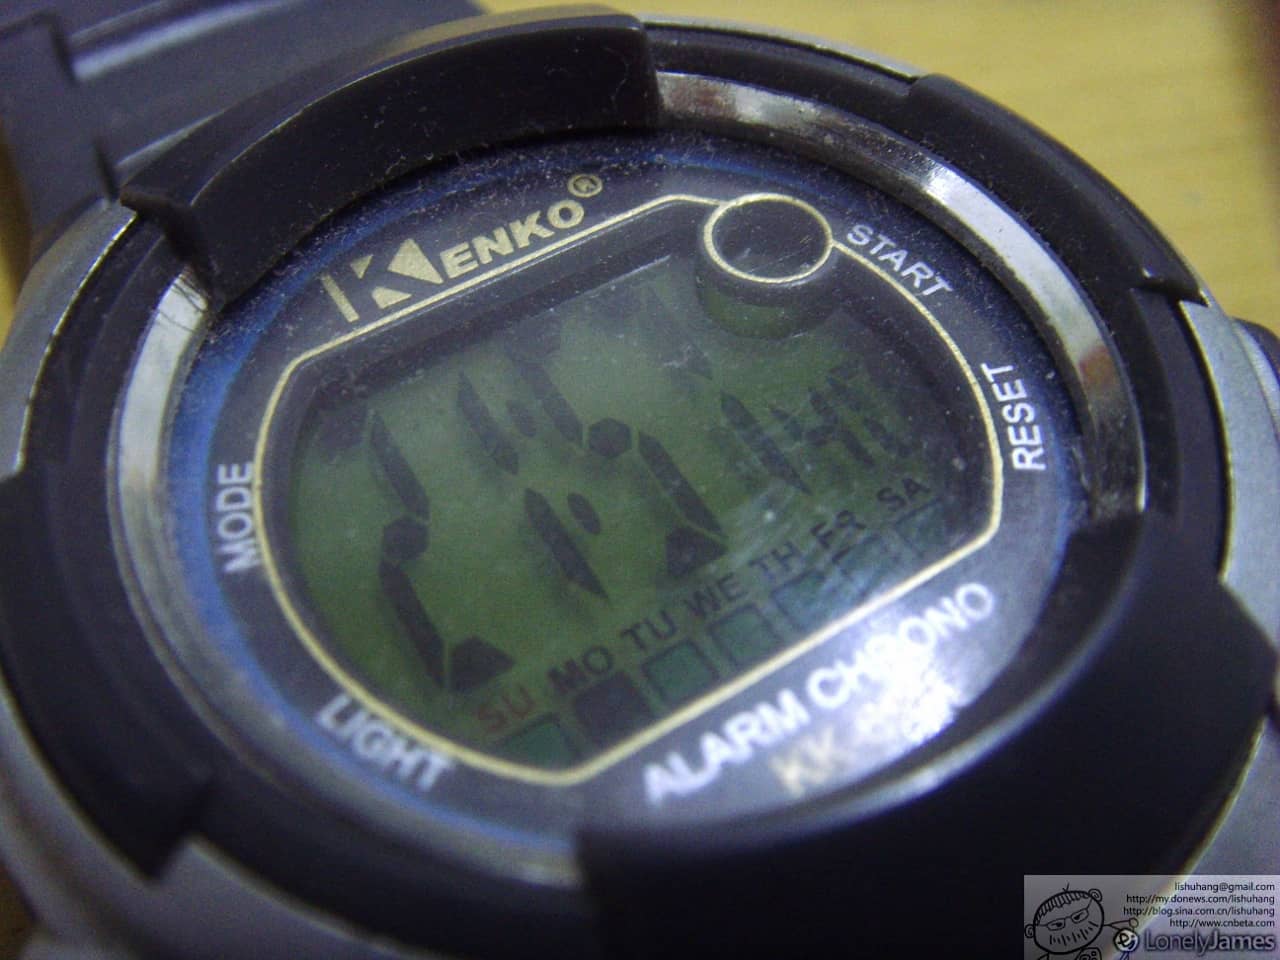 KENKO®
START
RESET
MODE
LIGHT
SU MO TU WE TH FR SA
ALARM CHRONO
lishuhang@gmail.com
http://my.donews.com/lishuhang
http://blog.sina.com.cn/lishuhang
http://www.cnbeta.com
LonelyJames